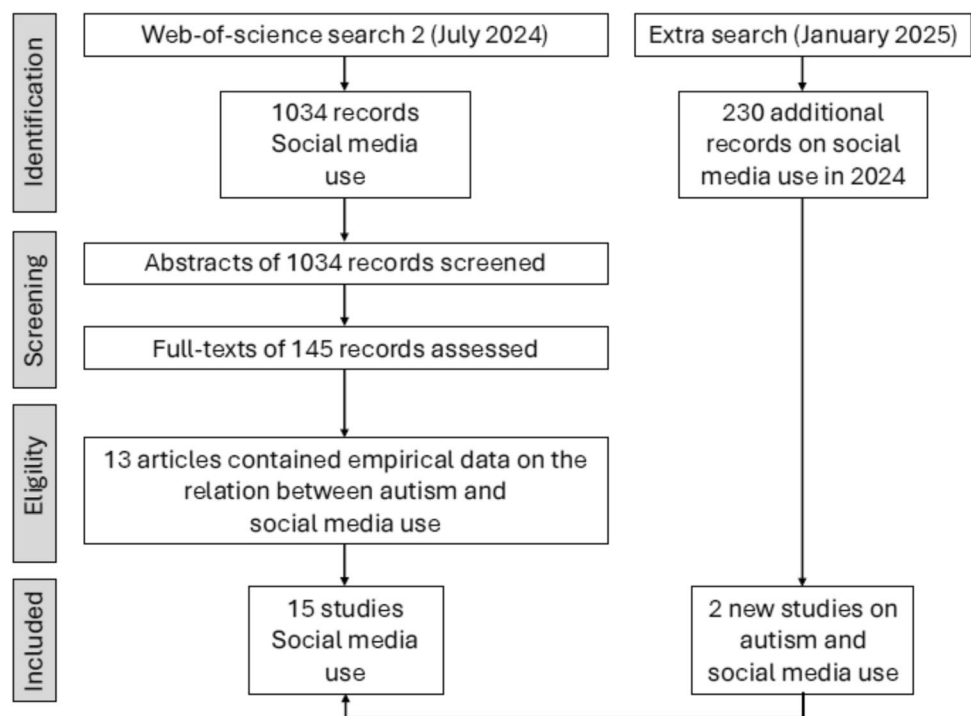 Identification
Web-of-science search 2 (July 2024)
Extra search (January 2025)
1034 records
Social media
use
230 additional
records on social
media use in 2024
Screening
Abstracts of 1034 records screened
Full-texts of 145 records assessed
Eligility
13 articles contained empirical data on the
relation between autism and
social media use
Included
15 studies
Social media
use
2 new studies on
autism and
social media use